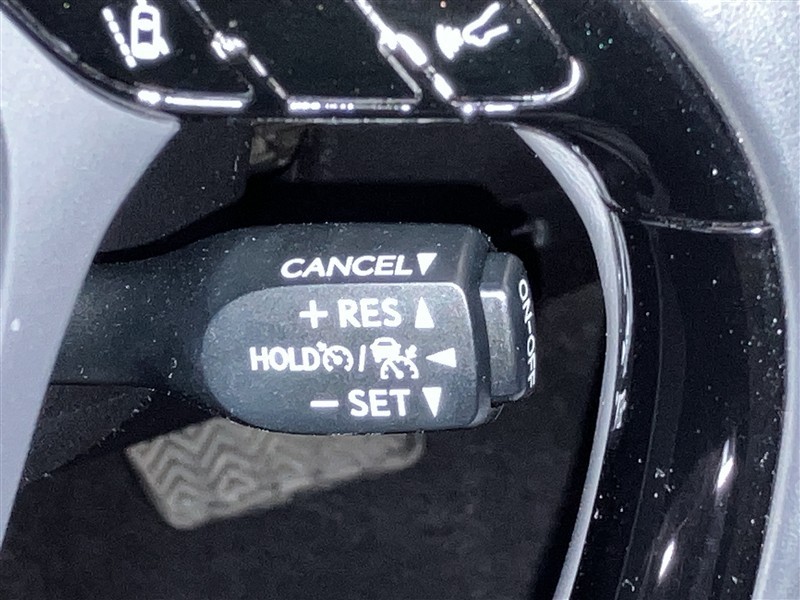 CANCEL▼
+ RES ▲
HOLD / ◀
− SET ▼
ON-OFF